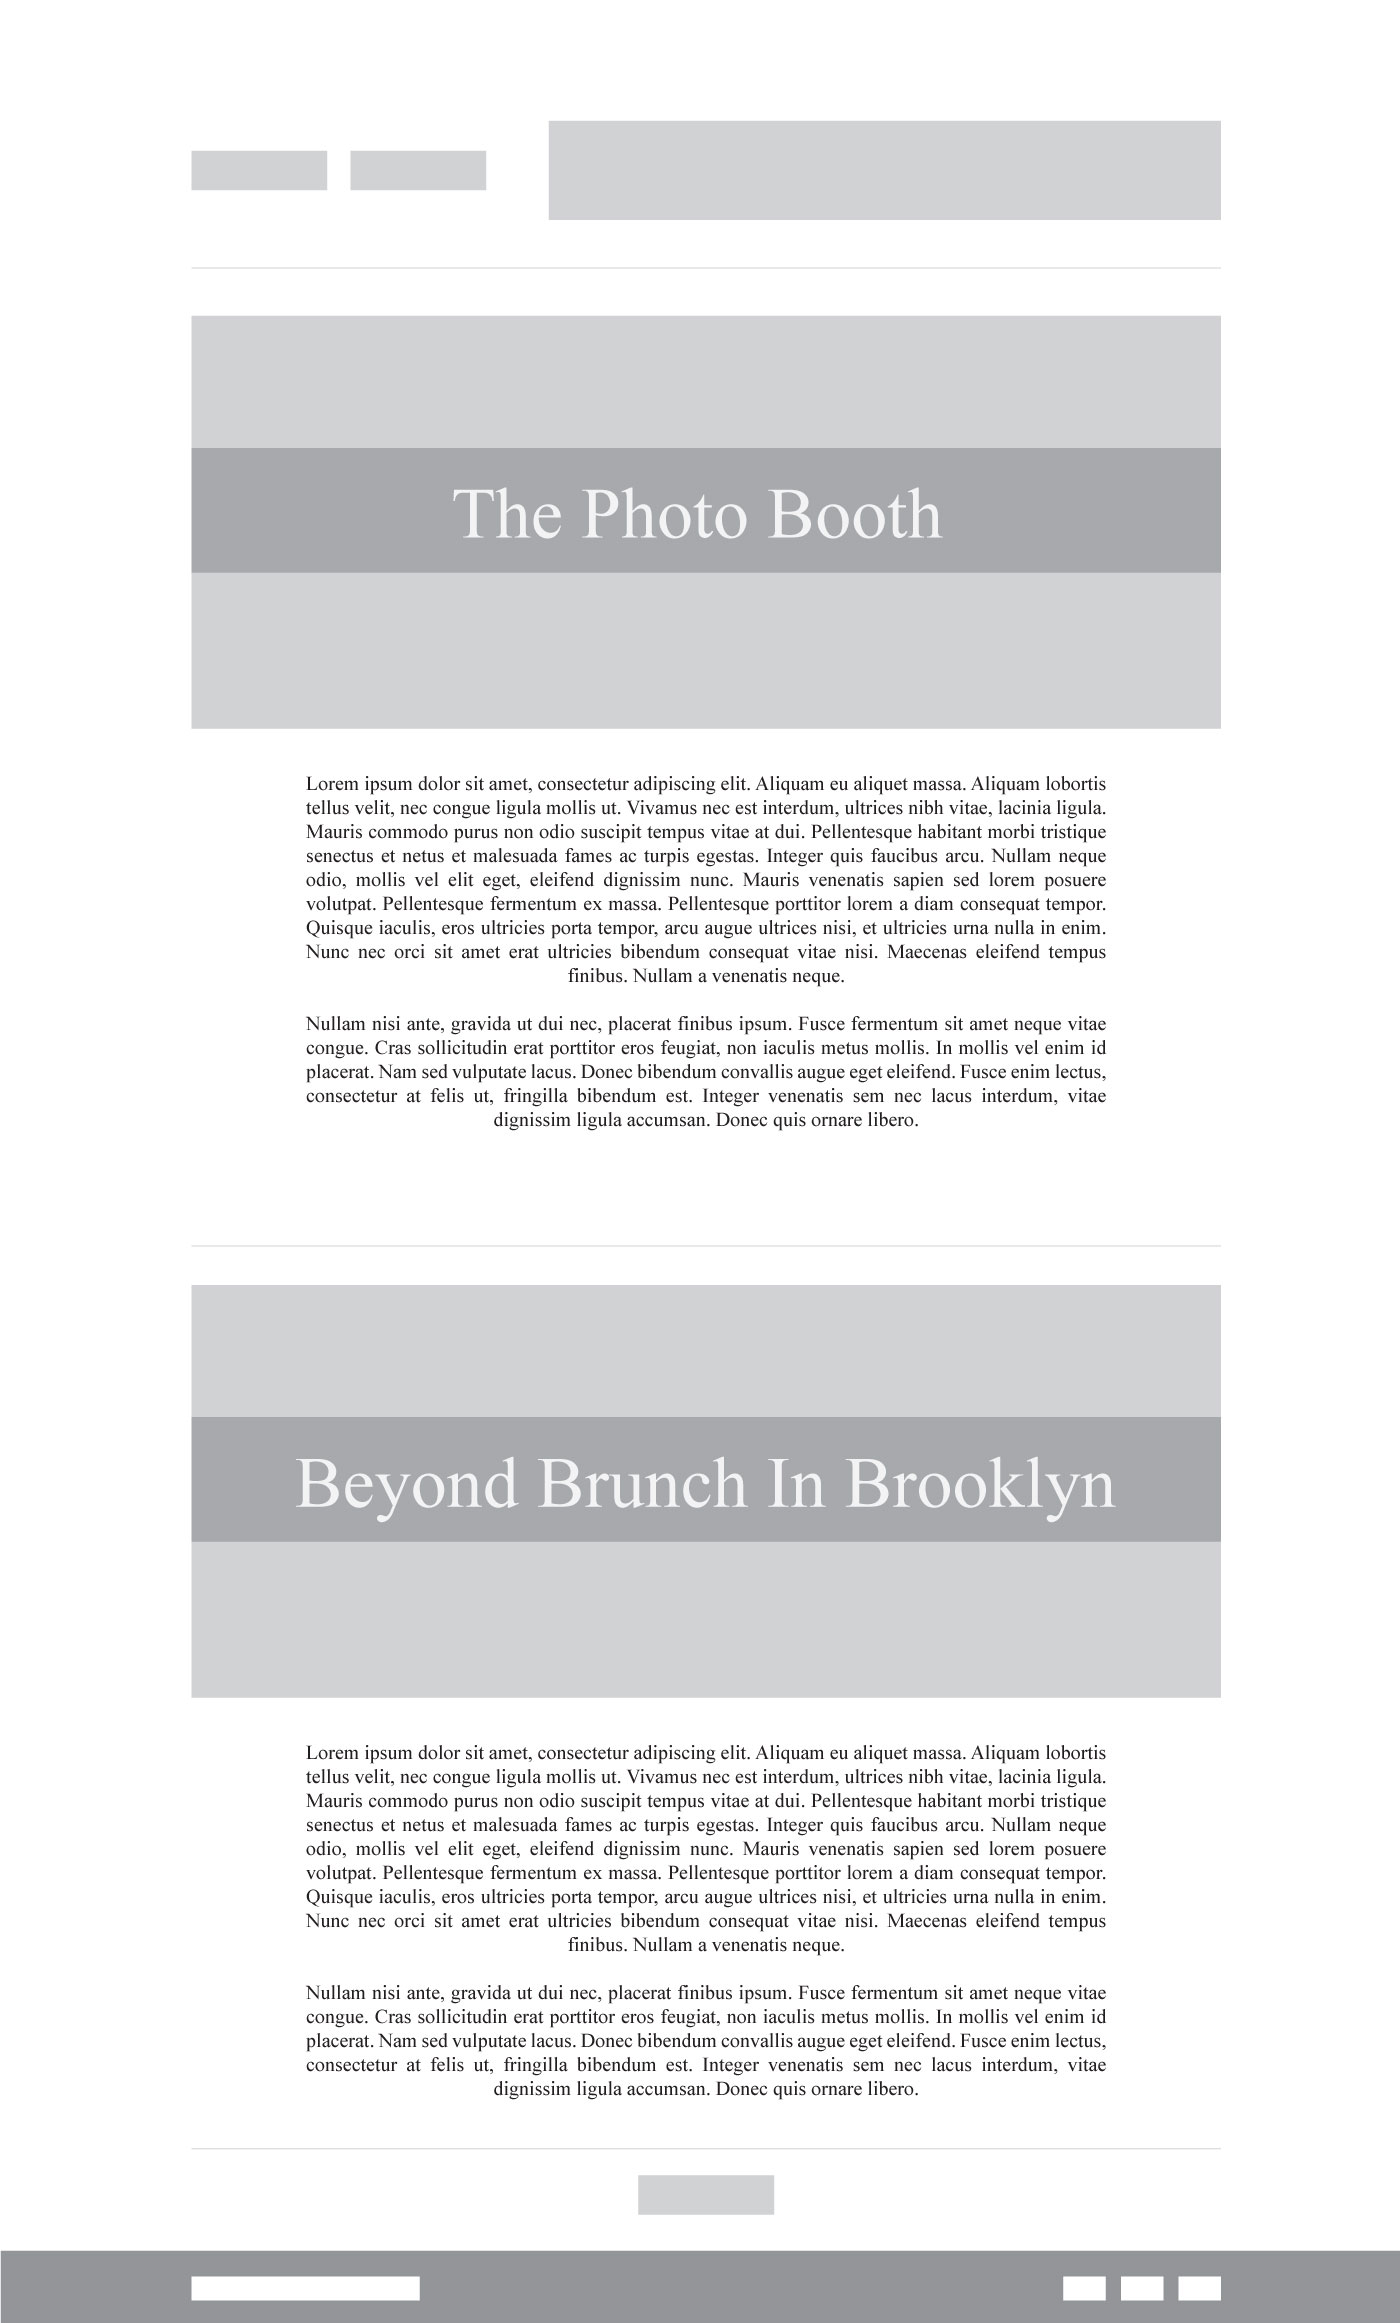 The Photo Booth
Lorem ipsum dolor sit amet, consectetur adipiscing elit. Aliquam eu aliquet massa. Aliquam lobortis
tellus velit, nec congue ligula mollis ut. Vivamus nec est interdum, ultrices nibh vitae, lacinia ligula.
Mauris commodo purus non odio suscipit tempus vitae at dui. Pellentesque habitant morbi tristique
senectus et netus et malesuada fames ac turpis egestas. Integer quis faucibus arcu. Nullam neque
odio, mollis vel elit eget, eleifend dignissim nunc. Mauris venenatis sapien sed lorem posuere
volutpat. Pellentesque fermentum ex massa. Pellentesque porttitor lorem a diam consequat tempor.
Quisque iaculis, eros ultricies porta tempor, arcu augue ultrices nisi, et ultricies urna nulla in enim.
Nunc nec orci sit amet erat ultricies bibendum consequat vitae nisi. Maecenas eleifend tempus
finibus. Nullam a venenatis neque.
Nullam nisi ante, gravida ut dui nec, placerat finibus ipsum. Fusce fermentum sit amet neque vitae
congue. Cras sollicitudin erat porttitor eros feugiat, non iaculis metus mollis. In mollis vel enim id
placerat. Nam sed vulputate lacus. Donec bibendum convallis augue eget eleifend. Fusce enim lectus,
consectetur at felis ut, fringilla bibendum est. Integer venenatis sem nec lacus interdum, vitae
dignissim ligula accumsan. Donec quis ornare libero.
Beyond Brunch In Brooklyn
Lorem ipsum dolor sit amet, consectetur adipiscing elit. Aliquam eu aliquet massa. Aliquam lobortis
tellus velit, nec congue ligula mollis ut. Vivamus nec est interdum, ultrices nibh vitae, lacinia ligula.
Mauris commodo purus non odio suscipit tempus vitae at dui. Pellentesque habitant morbi tristique
senectus et netus et malesuada fames ac turpis egestas. Integer quis faucibus arcu. Nullam neque
odio, mollis vel elit eget, eleifend dignissim nunc. Mauris venenatis sapien sed lorem posuere
volutpat. Pellentesque fermentum ex massa. Pellentesque porttitor lorem a diam consequat tempor.
Quisque iaculis, eros ultricies porta tempor, arcu augue ultrices nisi, et ultricies urna nulla in enim.
Nunc nec orci sit amet erat ultricies bibendum consequat vitae nisi. Maecenas eleifend tempus
finibus. Nullam a venenatis neque.
Nullam nisi ante, gravida ut dui nec, placerat finibus ipsum. Fusce fermentum sit amet neque vitae
congue. Cras sollicitudin erat porttitor eros feugiat, non iaculis metus mollis. In mollis vel enim id
placerat. Nam sed vulputate lacus. Donec bibendum convallis augue eget eleifend. Fusce enim lectus,
consectetur at felis ut, fringilla bibendum est. Integer venenatis sem nec lacus interdum, vitae
dignissim ligula accumsan. Donec quis ornare libero.